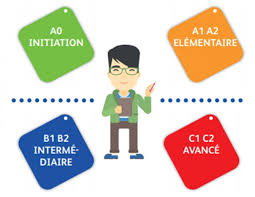 A0
INITIATION
A1 A2
ELÉMENTAIRE
B1 B2
INTERMÉ-
DIAIRE
C1 C2
AVANCÉ